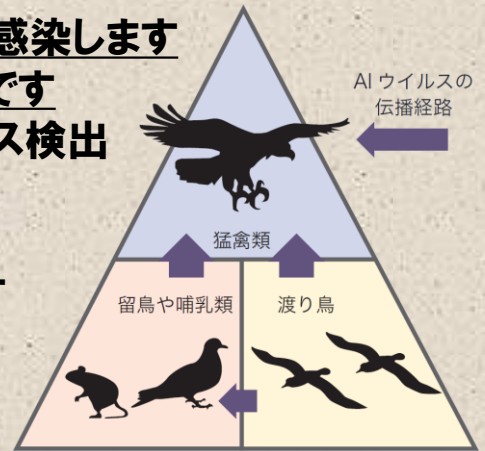 感染します
です
ス検出
AI ウイルスの
伝播経路
猛禽類
留鳥や哺乳類
渡り鳥